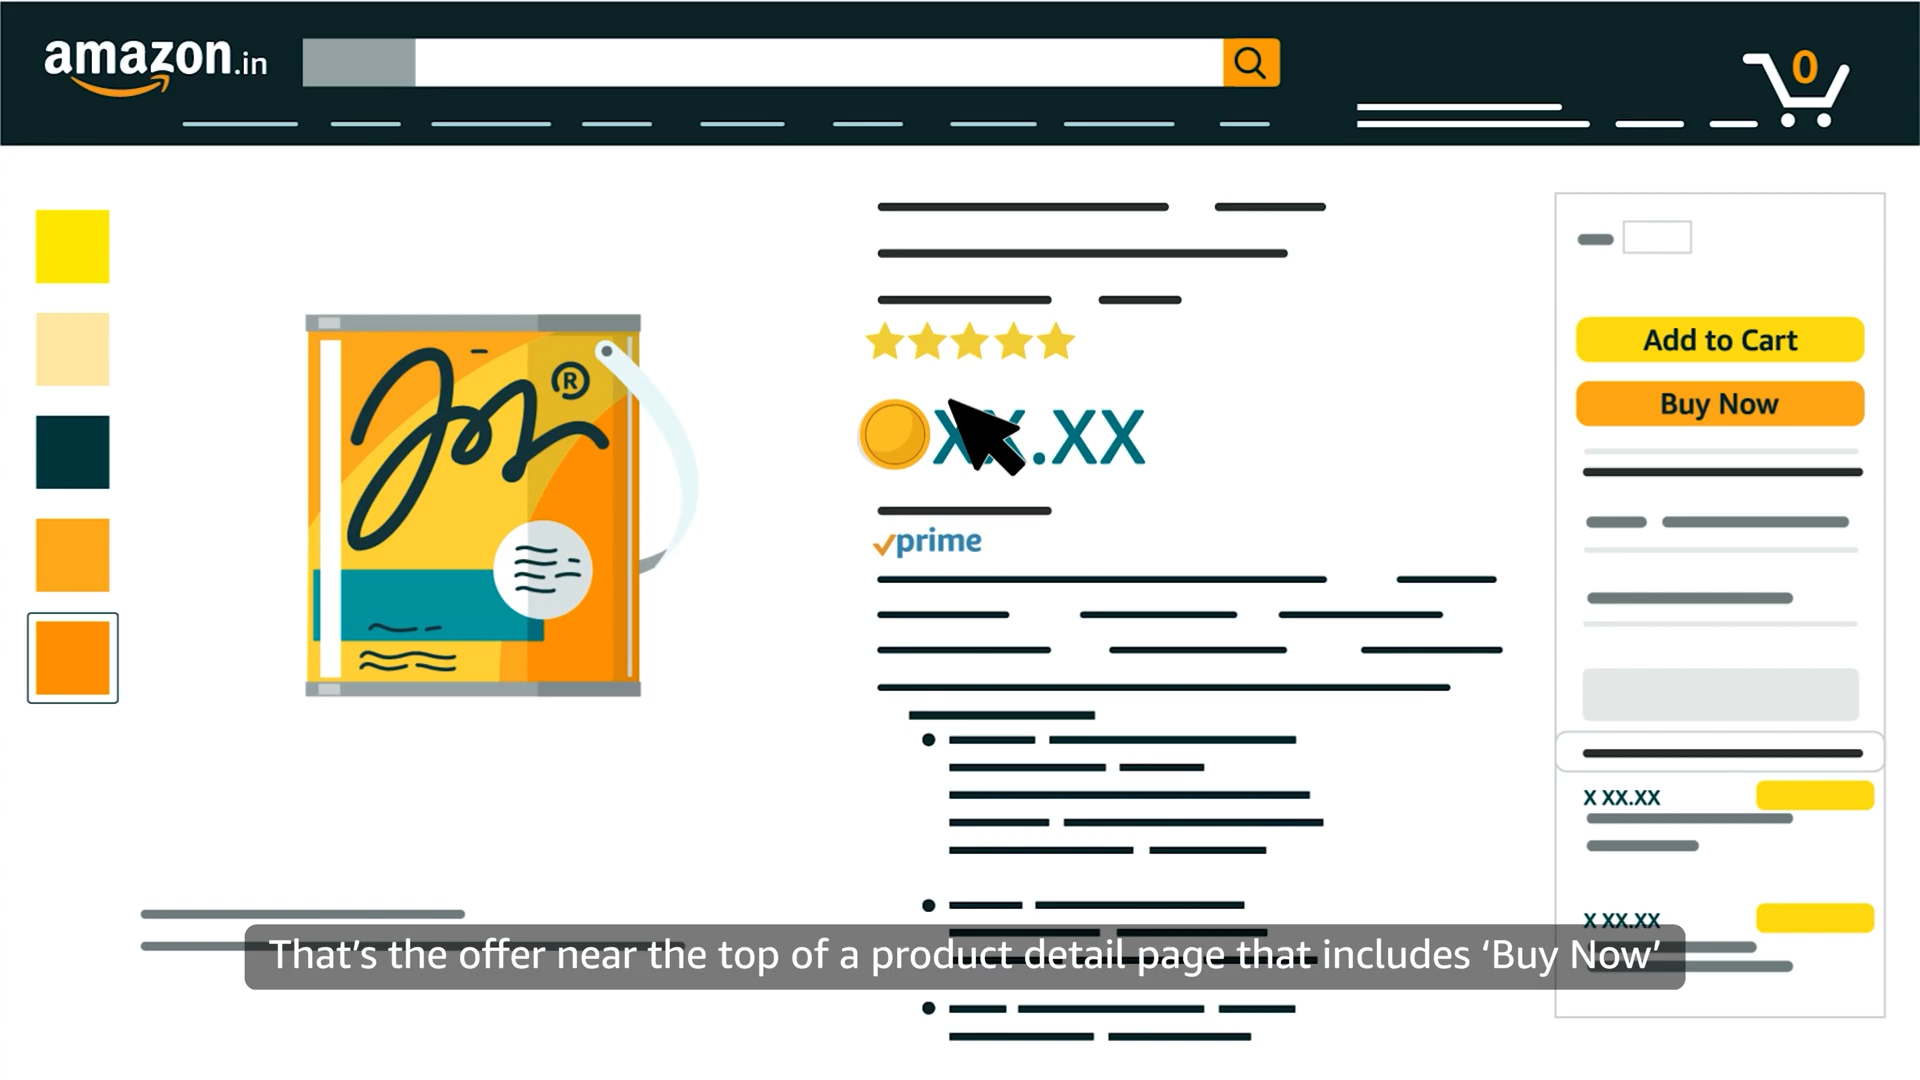 amazon.in
0
®
XX.XX
prime
Add to Cart
Buy Now
X XX.XX
X XX.XX
That's the offer near the top of a product detail page that includes ‘Buy Now’